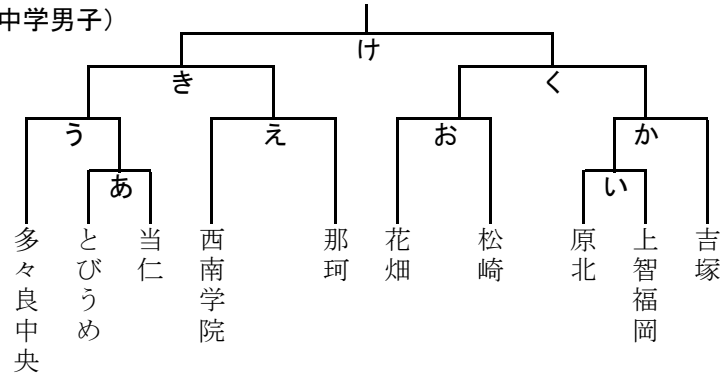 中学男子）
け
き
く
う
え
お
か
あ
い
多々良中央
とびうめ
当仁
西南学院
那珂
花畑
松崎
原北
上智福岡
吉塚